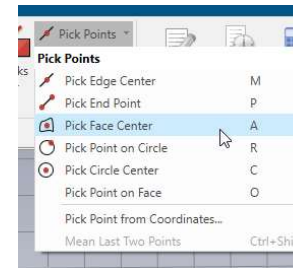 Pick Points
Pick Points
Pick Edge Center M
Pick End Point P
Pick Face Center A
Pick Point on Circle R
Pick Circle Center C
Pick Point on Face O
Pick Point from Coordinates...
Mean Last Two Points